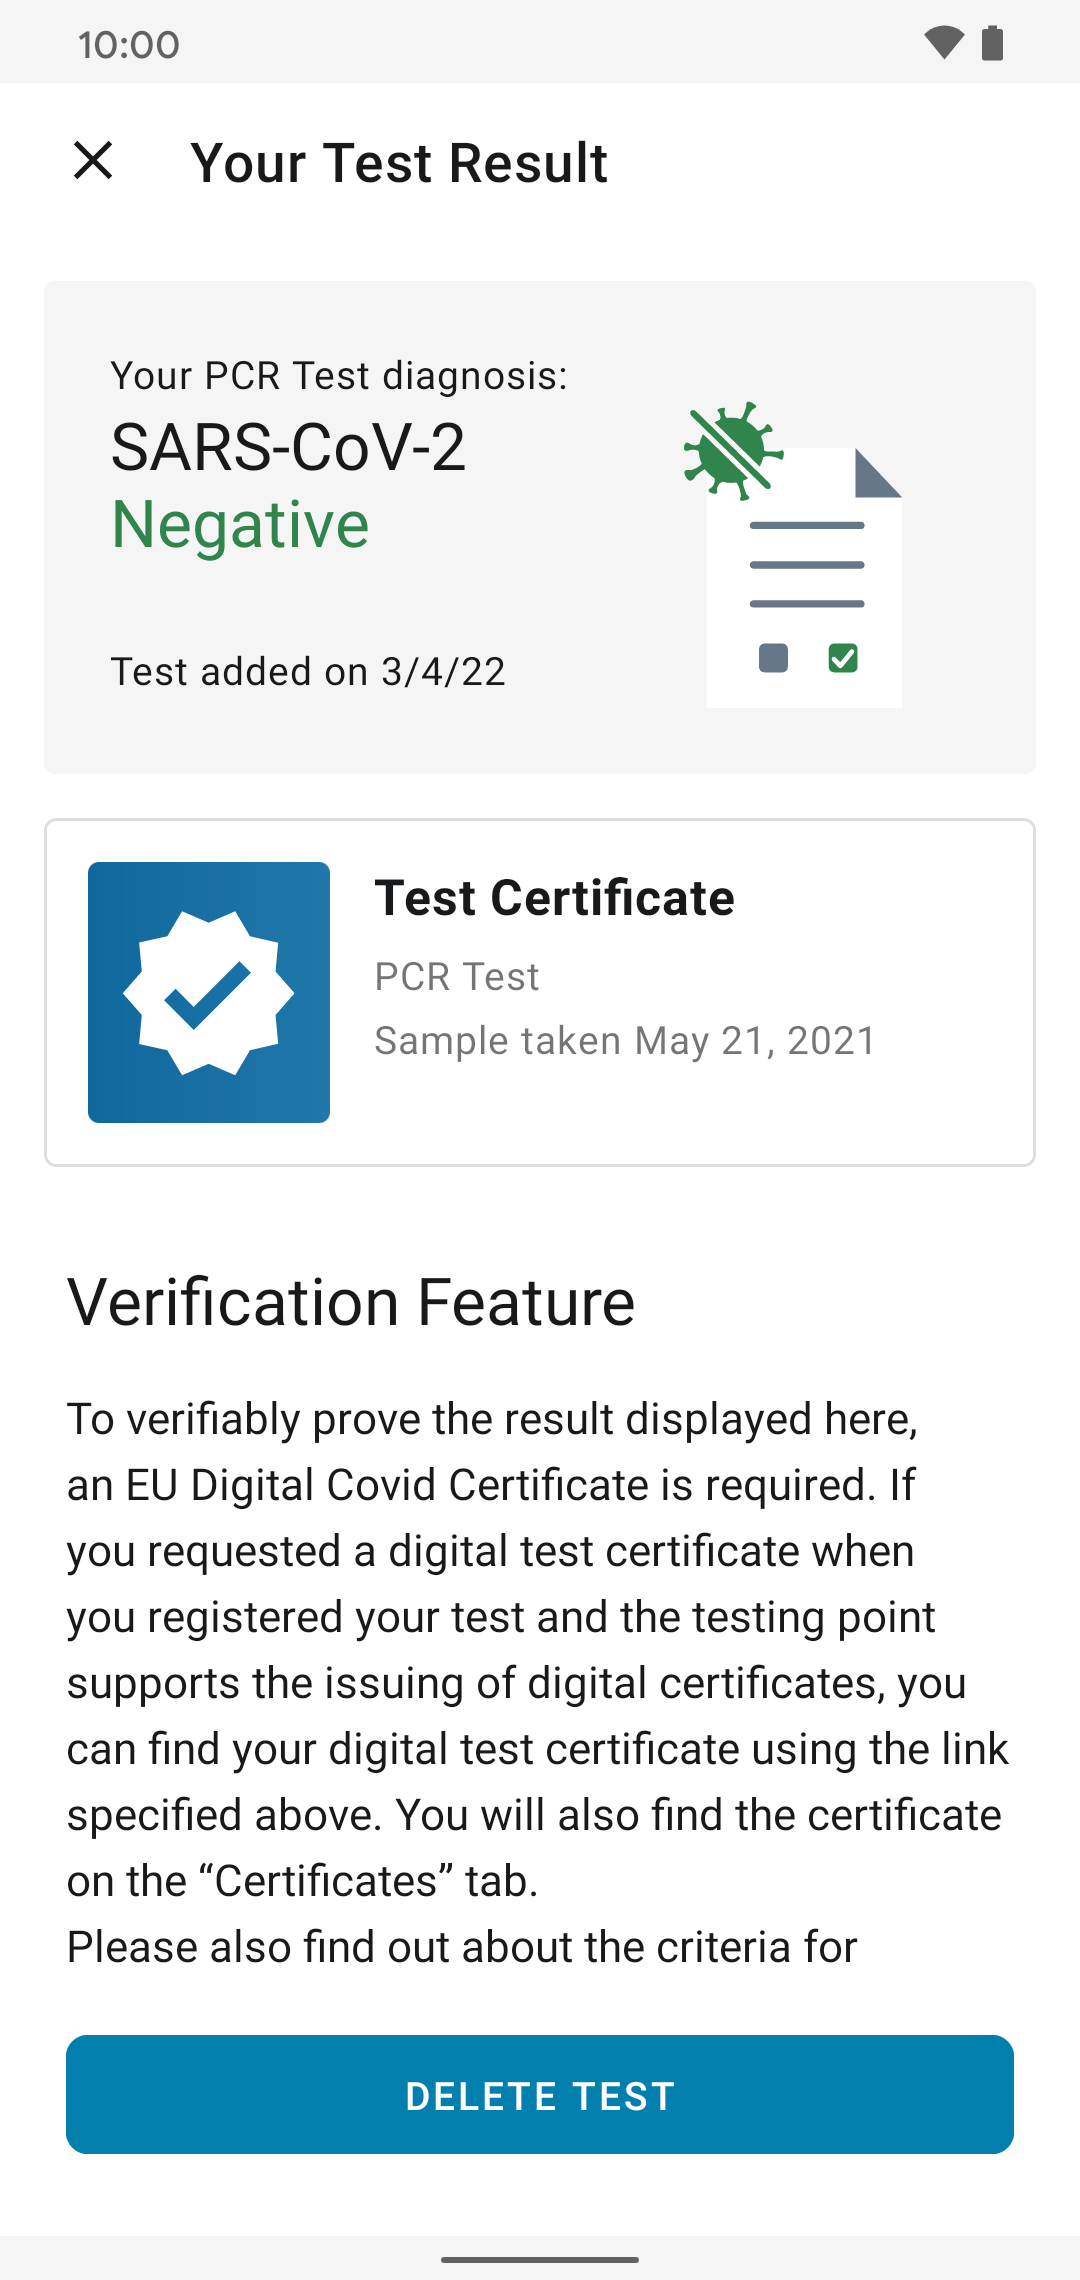 10:00
Your Test Result
Your PCR Test diagnosis:
SARS-CoV-2
Negative
Test added on 3/4/22
Test Certificate
PCR Test
Sample taken May 21, 2021
Verification Feature
To verifiably prove the result displayed here,
an EU Digital Covid Certificate is required. If
you requested a digital test certificate when
you registered your test and the testing point
supports the issuing of digital certificates, you
can find your digital test certificate using the link
specified above. You will also find the certificate
on the “Certificates” tab.
Please also find out about the criteria for
DELETE TEST